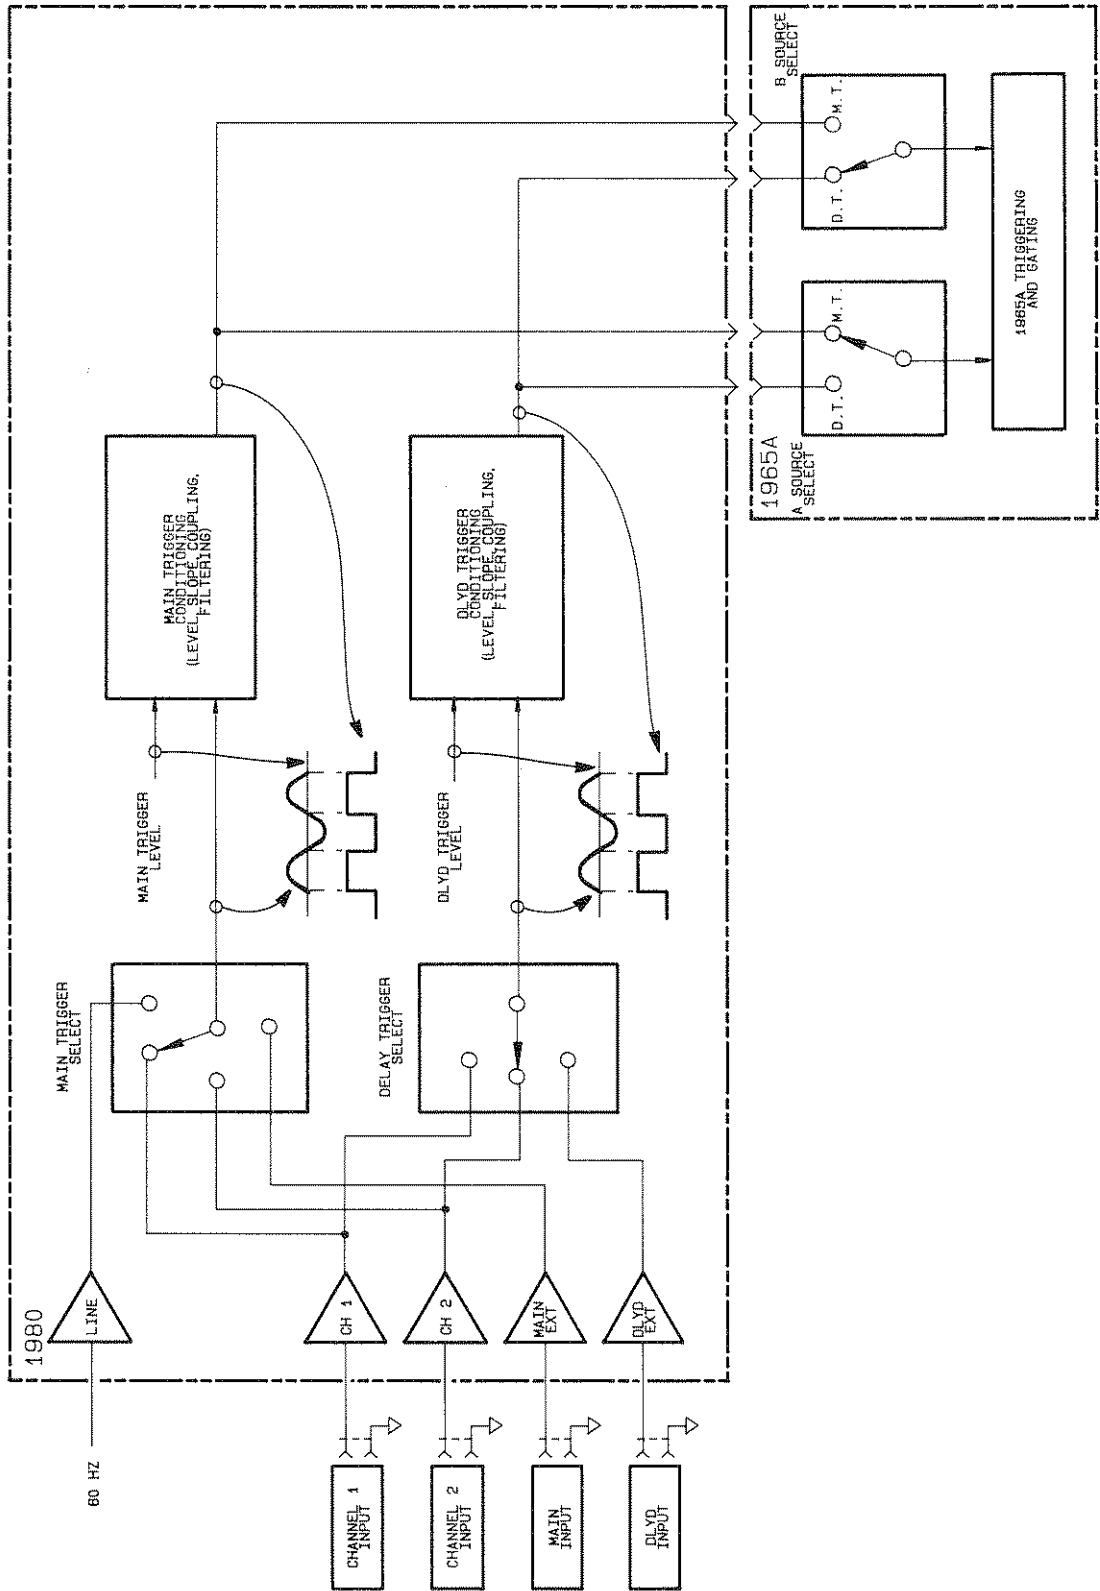 1980
60 HZ
LINE
CHANNEL 1
INPUT
CH 1
CHANNEL 2
INPUT
CH 2
MAIN
INPUT
MAIN
EXT
DLYD
INPUT
DLYD
EXT
MAIN TRIGGER
SELECT
DELAY TRIGGER
SELECT
MAIN TRIGGER
LEVEL
DLYD TRIGGER
LEVEL
MAIN TRIGGER
CONDITIONING
(LEVEL, SLOPE, COUPLING,
FILTERING)
DLYD TRIGGER
CONDITIONING
(LEVEL, SLOPE, COUPLING,
FILTERING)
1965A
A SOURCE
SELECT
D.T.
M.T.
B SOURCE
SELECT
D.T.
M.T.
1965A TRIGGERING
AND GATING